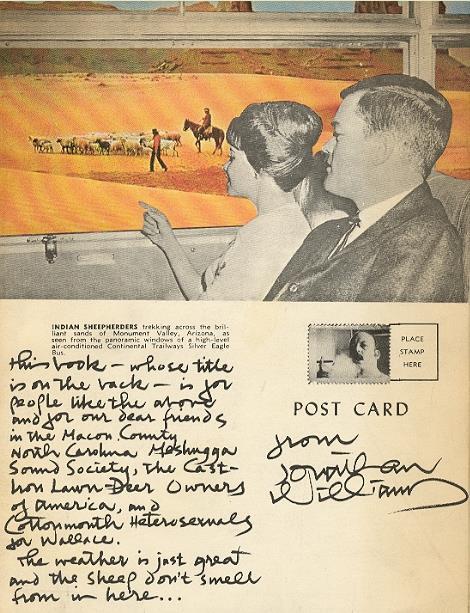 INDIAN SHEEPHERDERS trekking across the bril-
liant sands of Monument Valley, Arizona, as
seen from the panoramic windows of a high-level
air-conditioned Continental Trailways Silver Eagle
Bus.
PLACE
STAMP
HERE
POST CARD
This book – whose title
is on the back – is for
people like the above
and for our dear friends
in the Macon County
North Carolina Meshugga
Sound Society, the Cast-
Iron Lawn Deer Owners
of America, and
Cottonmouth Heterosexuals
for Wallace.
The weather is just great
and the sheep don't smell
from in here...
from
Jonathan
Williams